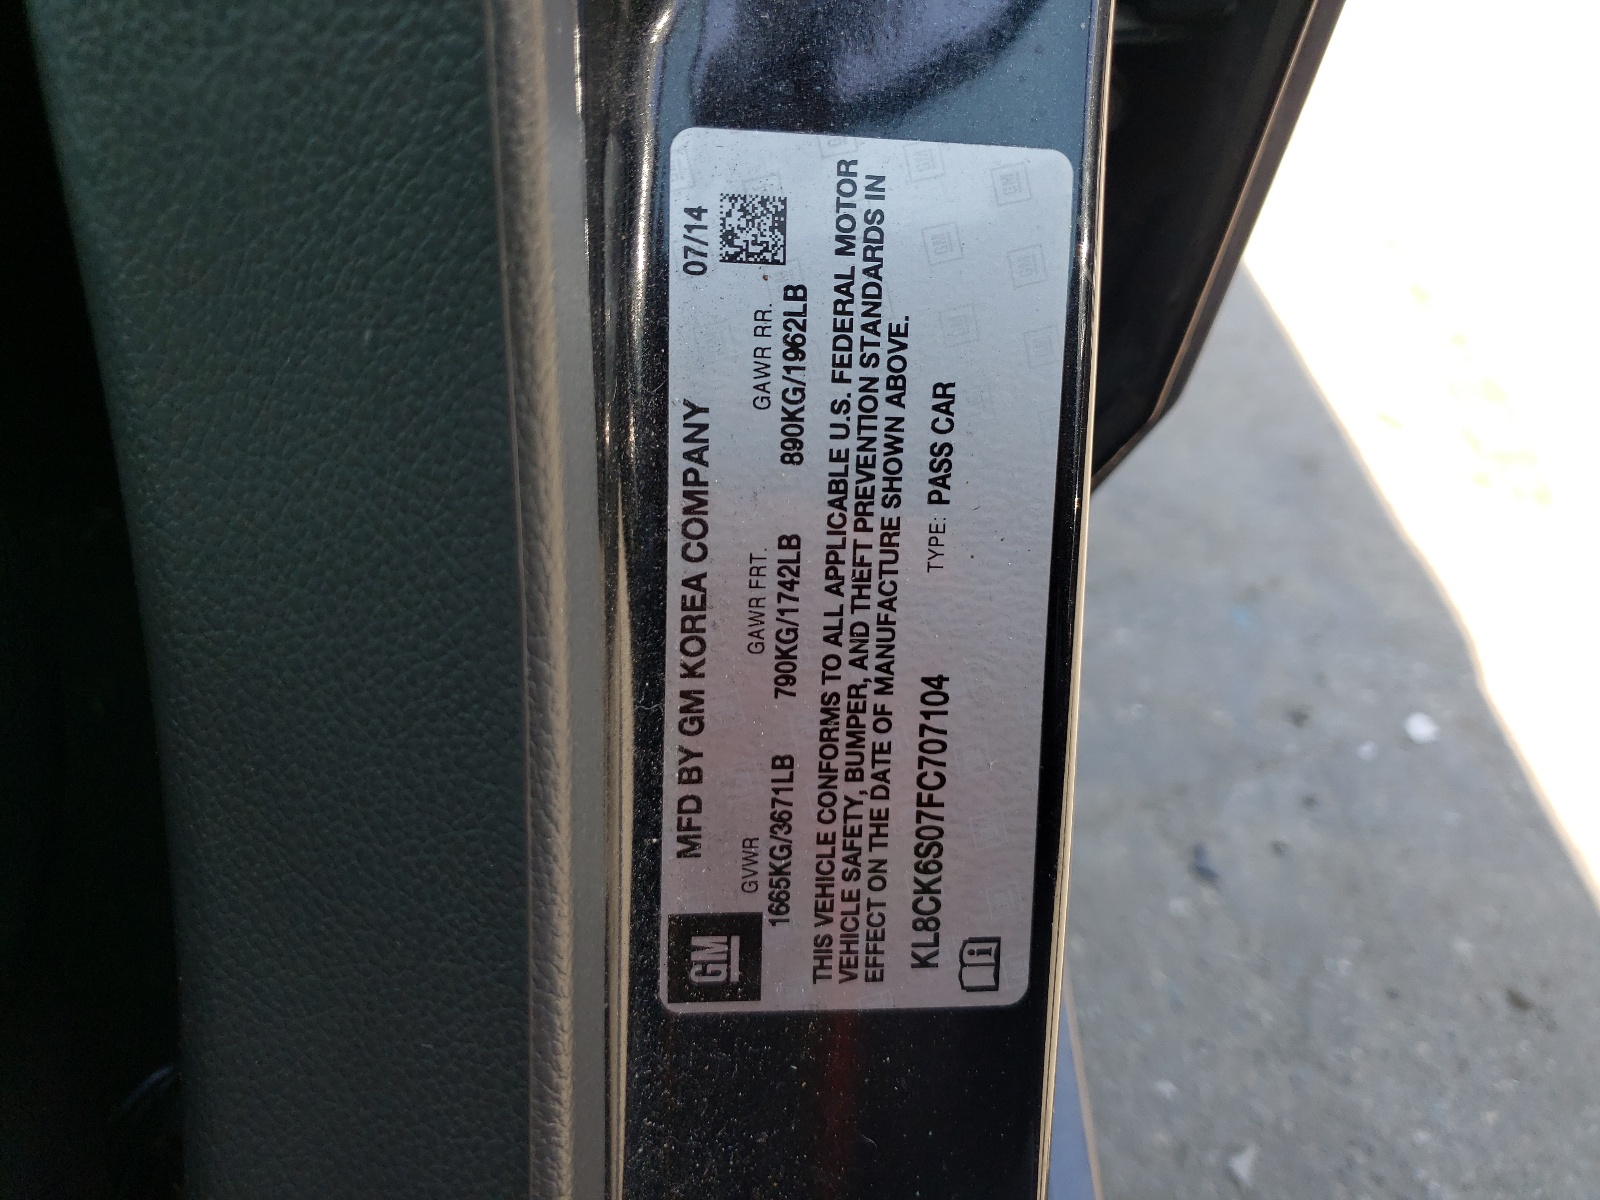 GM
MFD BY GM KOREA COMPANY 07/14
GVWR GAWR FRT. GAWR RR.
1665KG/3671LB 790KG/1742LB 890KG/1962LB
THIS VEHICLE CONFORMS TO ALL APPLICABLE U.S. FEDERAL MOTOR
VEHICLE SAFETY, BUMPER, AND THEFT PREVENTION STANDARDS IN
EFFECT ON THE DATE OF MANUFACTURE SHOWN ABOVE.
KL8CK6S07FC707104 TYPE: PASS CAR